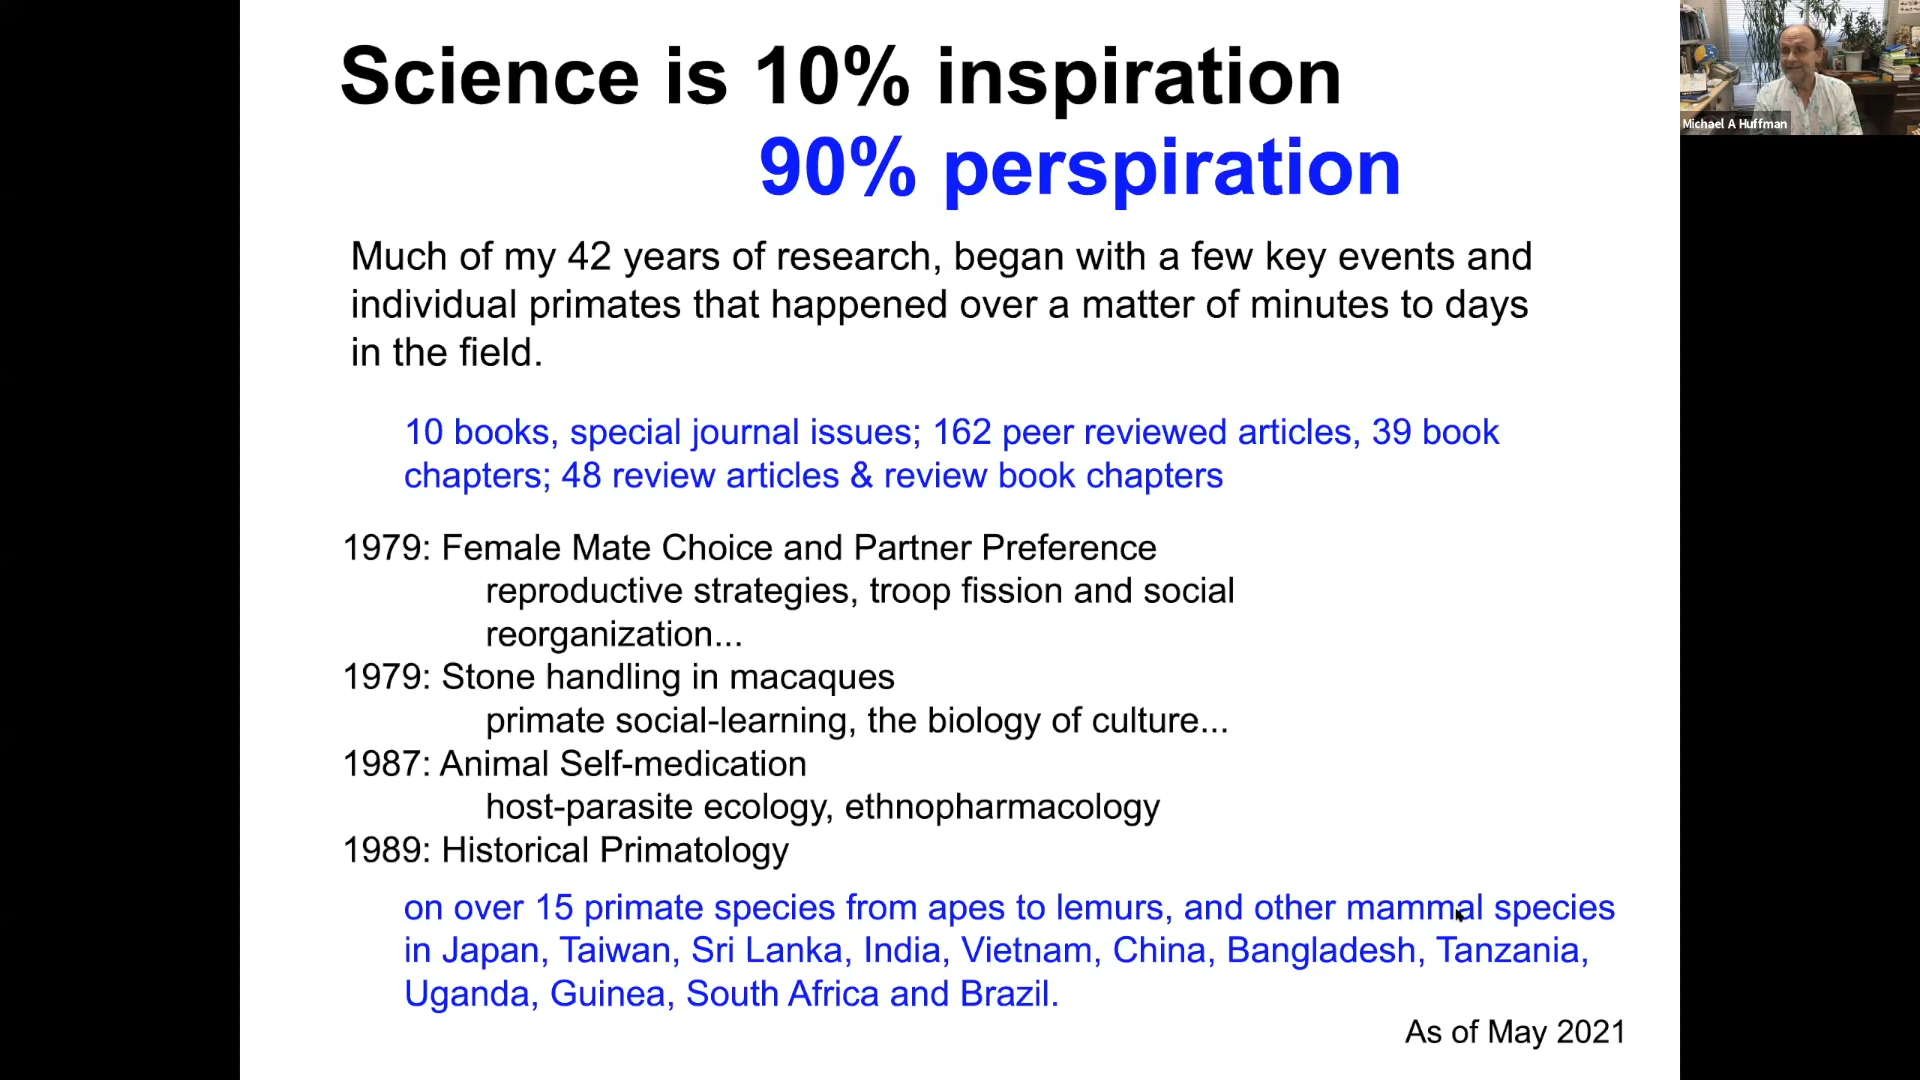 Science is 10% inspiration
90% perspiration
Michael A Huffman
Much of my 42 years of research, began with a few key events and
individual primates that happened over a matter of minutes to days
in the field.
10 books, special journal issues; 162 peer reviewed articles, 39 book
chapters; 48 review articles & review book chapters
1979: Female Mate Choice and Partner Preference
reproductive strategies, troop fission and social
reorganization...
1979: Stone handling in macaques
primate social-learning, the biology of culture...
1987: Animal Self-medication
host-parasite ecology, ethnopharmacology
1989: Historical Primatology
on over 15 primate species from apes to lemurs, and other mammal species
in Japan, Taiwan, Sri Lanka, India, Vietnam, China, Bangladesh, Tanzania,
Uganda, Guinea, South Africa and Brazil.
As of May 2021